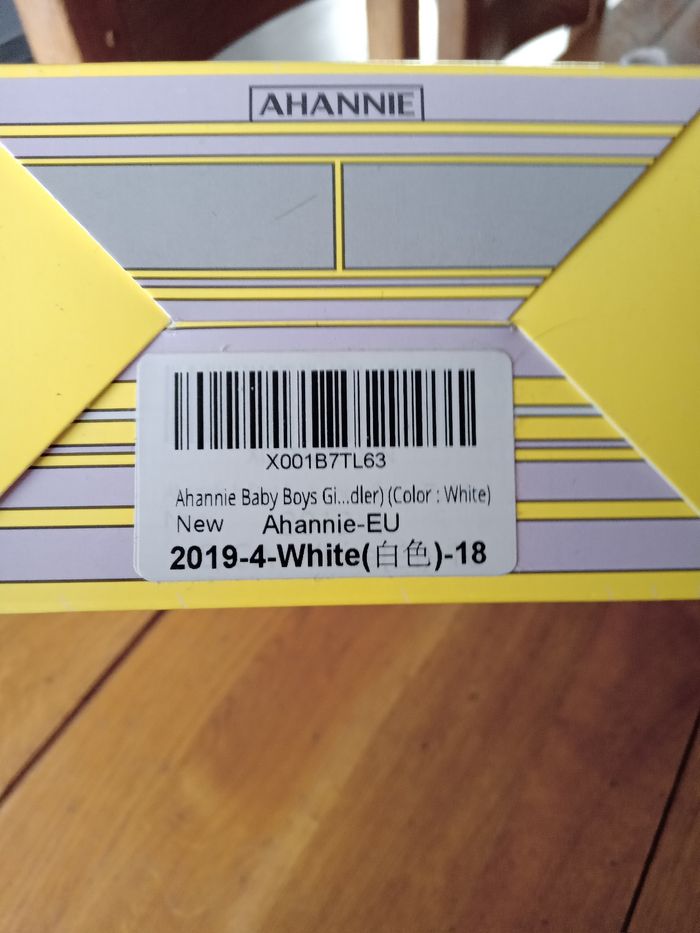 AHANNIE
X001B7TL63
Ahannie Baby Boys Gi...dler) (Color : White)
New Ahannie-EU
2019-4-White(白色)-18